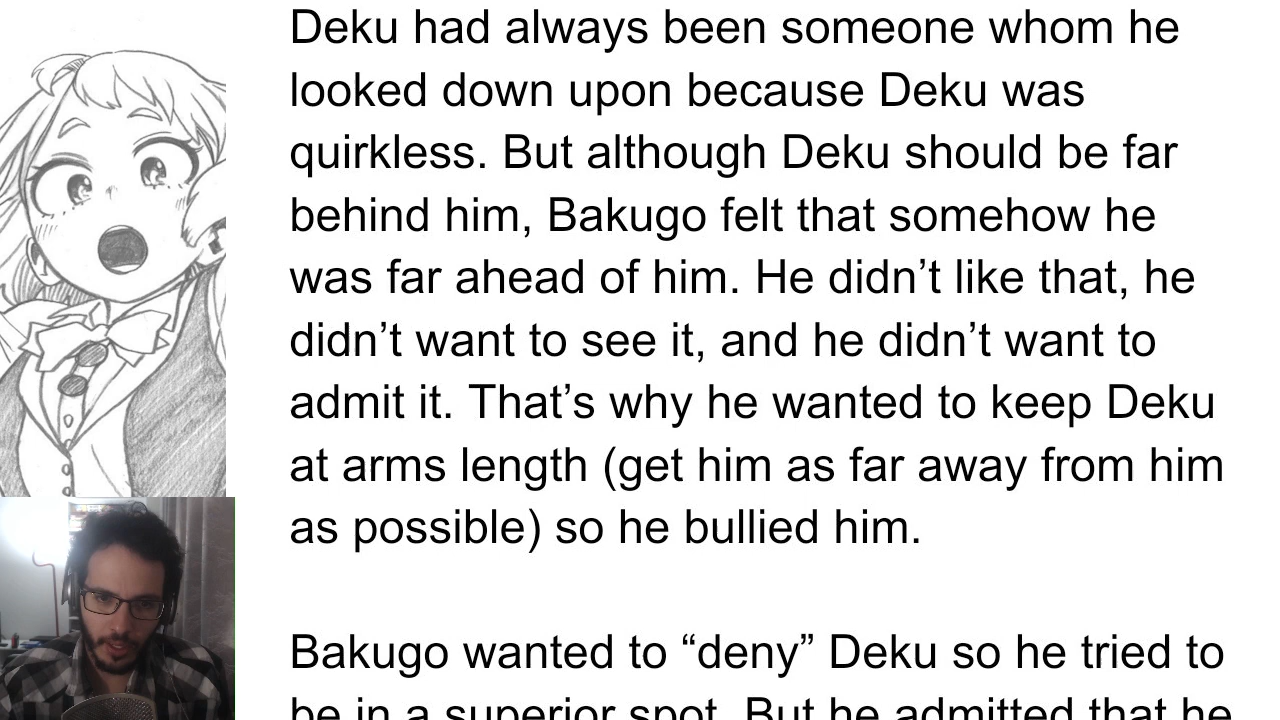 Deku had always been someone whom he
looked down upon because Deku was
quirkless. But although Deku should be far
behind him, Bakugo felt that somehow he
was far ahead of him. He didn’t like that, he
didn’t want to see it, and he didn’t want to
admit it. That’s why he wanted to keep Deku
at arms length (get him as far away from him
as possible) so he bullied him.
Bakugo wanted to “deny” Deku so he tried to
be in a superior spot. But he admitted that he